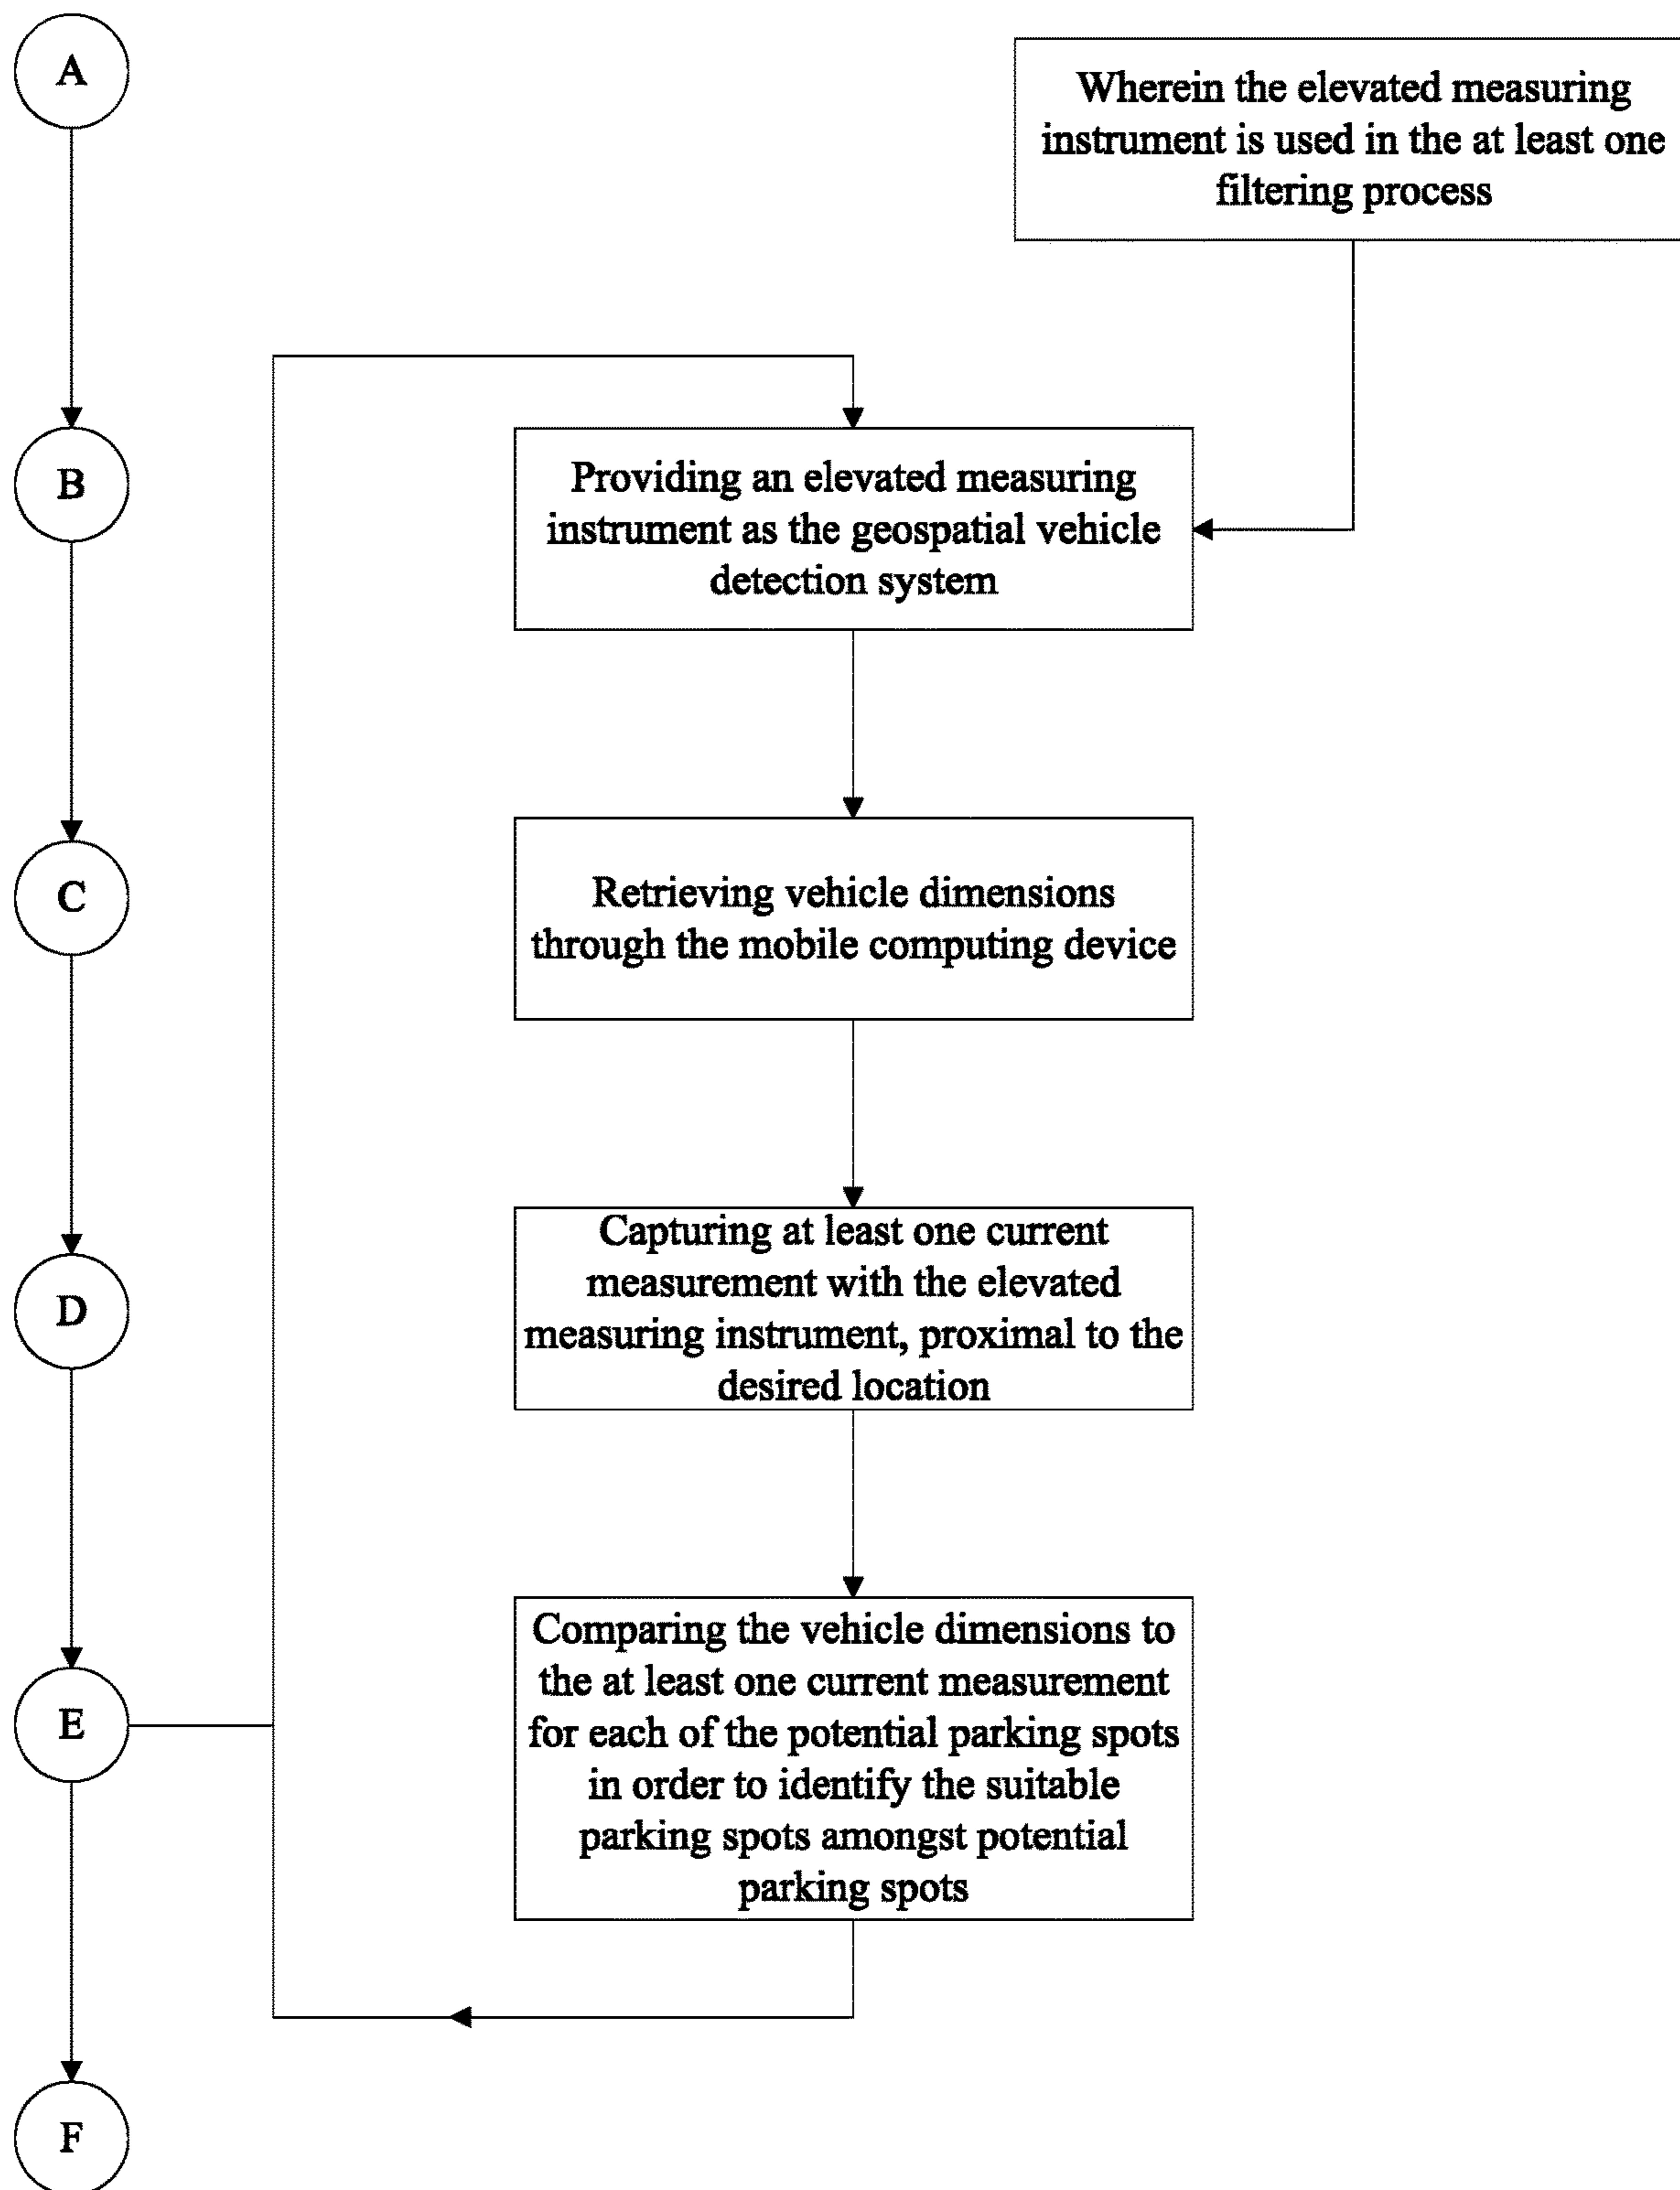 A
Wherein the elevated measuring
instrument is used in the at least one
filtering process
B
Providing an elevated measuring
instrument as the geospatial vehicle
detection system
C
Retrieving vehicle dimensions
through the mobile computing device
D
Capturing at least one current
measurement with the elevated
measuring instrument, proximal to the
desired location
E
Comparing the vehicle dimensions to
the at least one current measurement
for each of the potential parking spots
in order to identify the suitable
parking spots amongst potential
parking spots
F